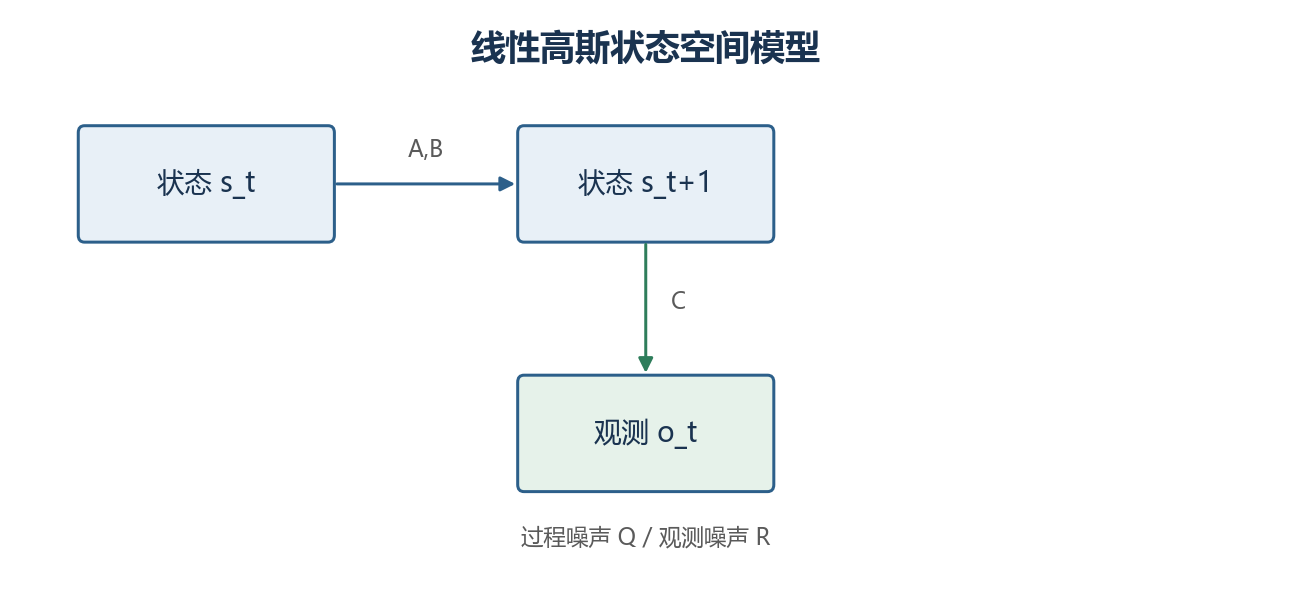 线性高斯状态空间模型
状态 s_t
A,B
状态 s_t+1
C
观测 o_t
过程噪声 Q / 观测噪声 R